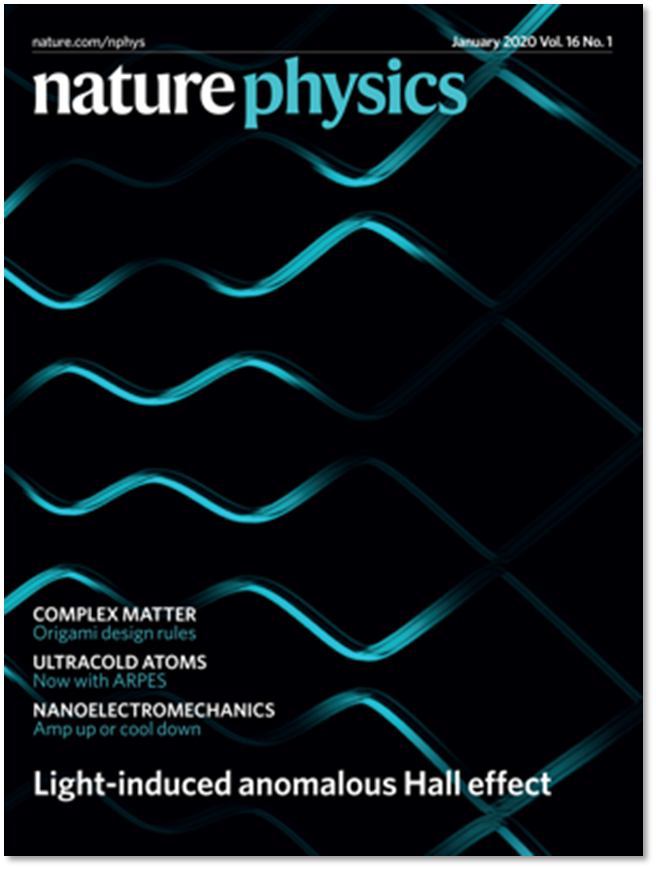 nature.com/nphys
January 2020 Vol. 16 No. 1
nature physics
COMPLEX MATTER
Origami design rules
ULTRACOLD ATOMS
Now with ARPES
NANOELECTROMECHANICS
Amp up or cool down
Light-induced anomalous Hall effect